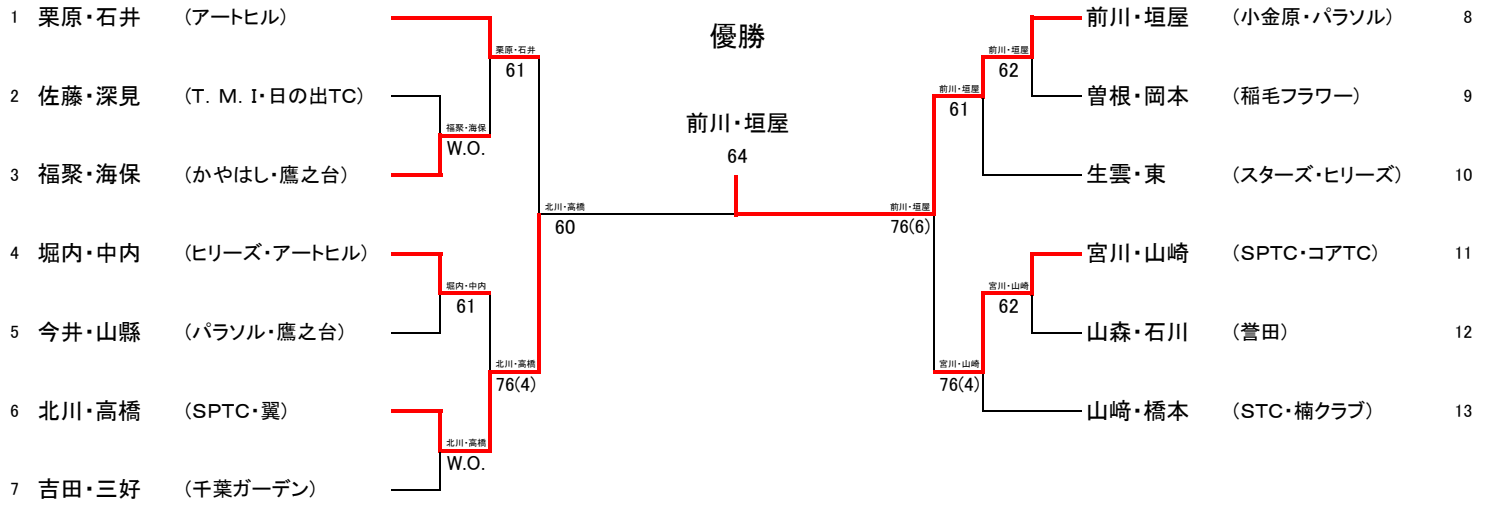 1 栗原・石井 (アートヒル)
栗原・石井
61
2 佐藤・深見 (T. M. I・日の出TC)
福聚・海保
W.O.
3 福聚・海保 (かやはし・鷹之台)
北川・高橋
60
4 堀内・中内 (ヒリーズ・アートヒル)
堀内・中内
61
5 今井・山縣 (パラソル・鷹之台)
北川・高橋
76(4)
6 北川・高橋 (SPTC・翼)
北川・高橋
W.O.
7 吉田・三好 (千葉ガーデン)
優勝
前川・垣屋
64
前川・垣屋 (小金原・パラソル) 8
前川・垣屋
62
曽根・岡本 (稲毛フラワー) 9
前川・垣屋
61
生雲・東 (スターズ・ヒリーズ) 10
前川・垣屋
76(6)
宮川・山崎 (SPTC・コアTC) 11
宮川・山崎
62
山森・石川 (誉田) 12
宮川・山崎
76(4)
山﨑・橋本 (STC・楠クラブ) 13